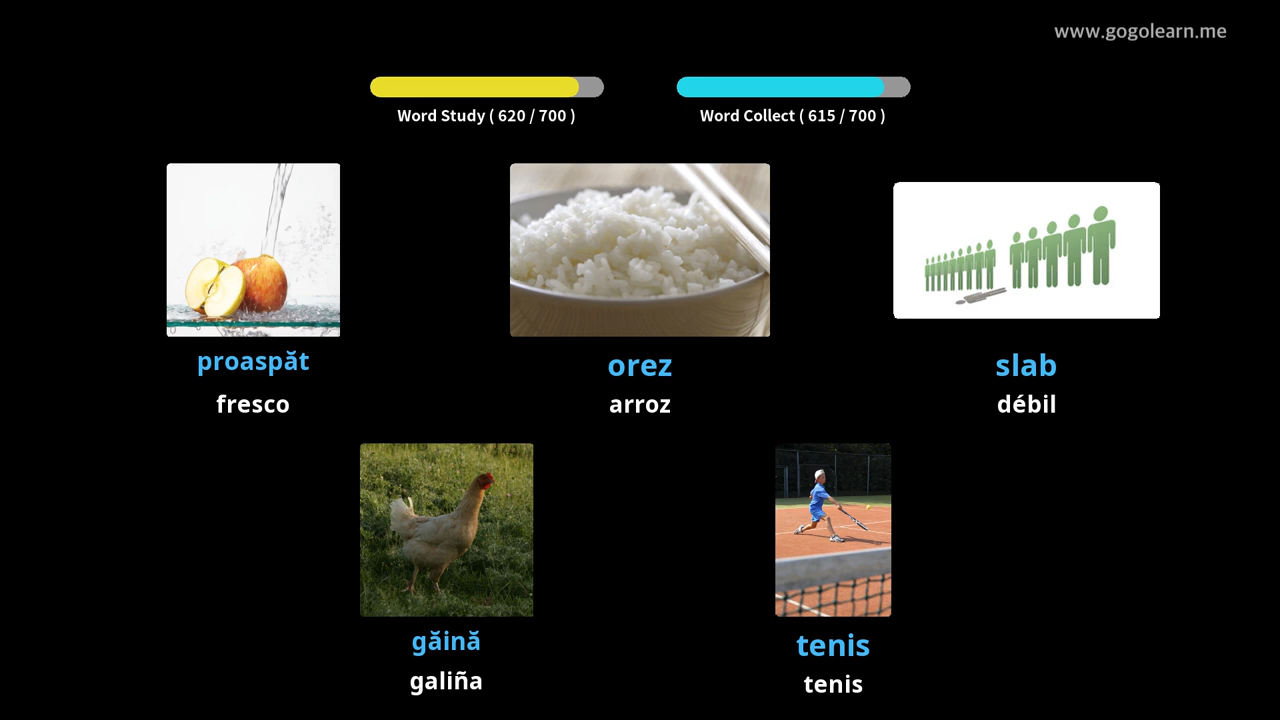 www.gogolearn.me
Word Study ( 620 / 700 )
Word Collect ( 615 / 700 )
proaspăt
fresco
orez
arroz
slab
débil
găină
galiña
tenis
tenis